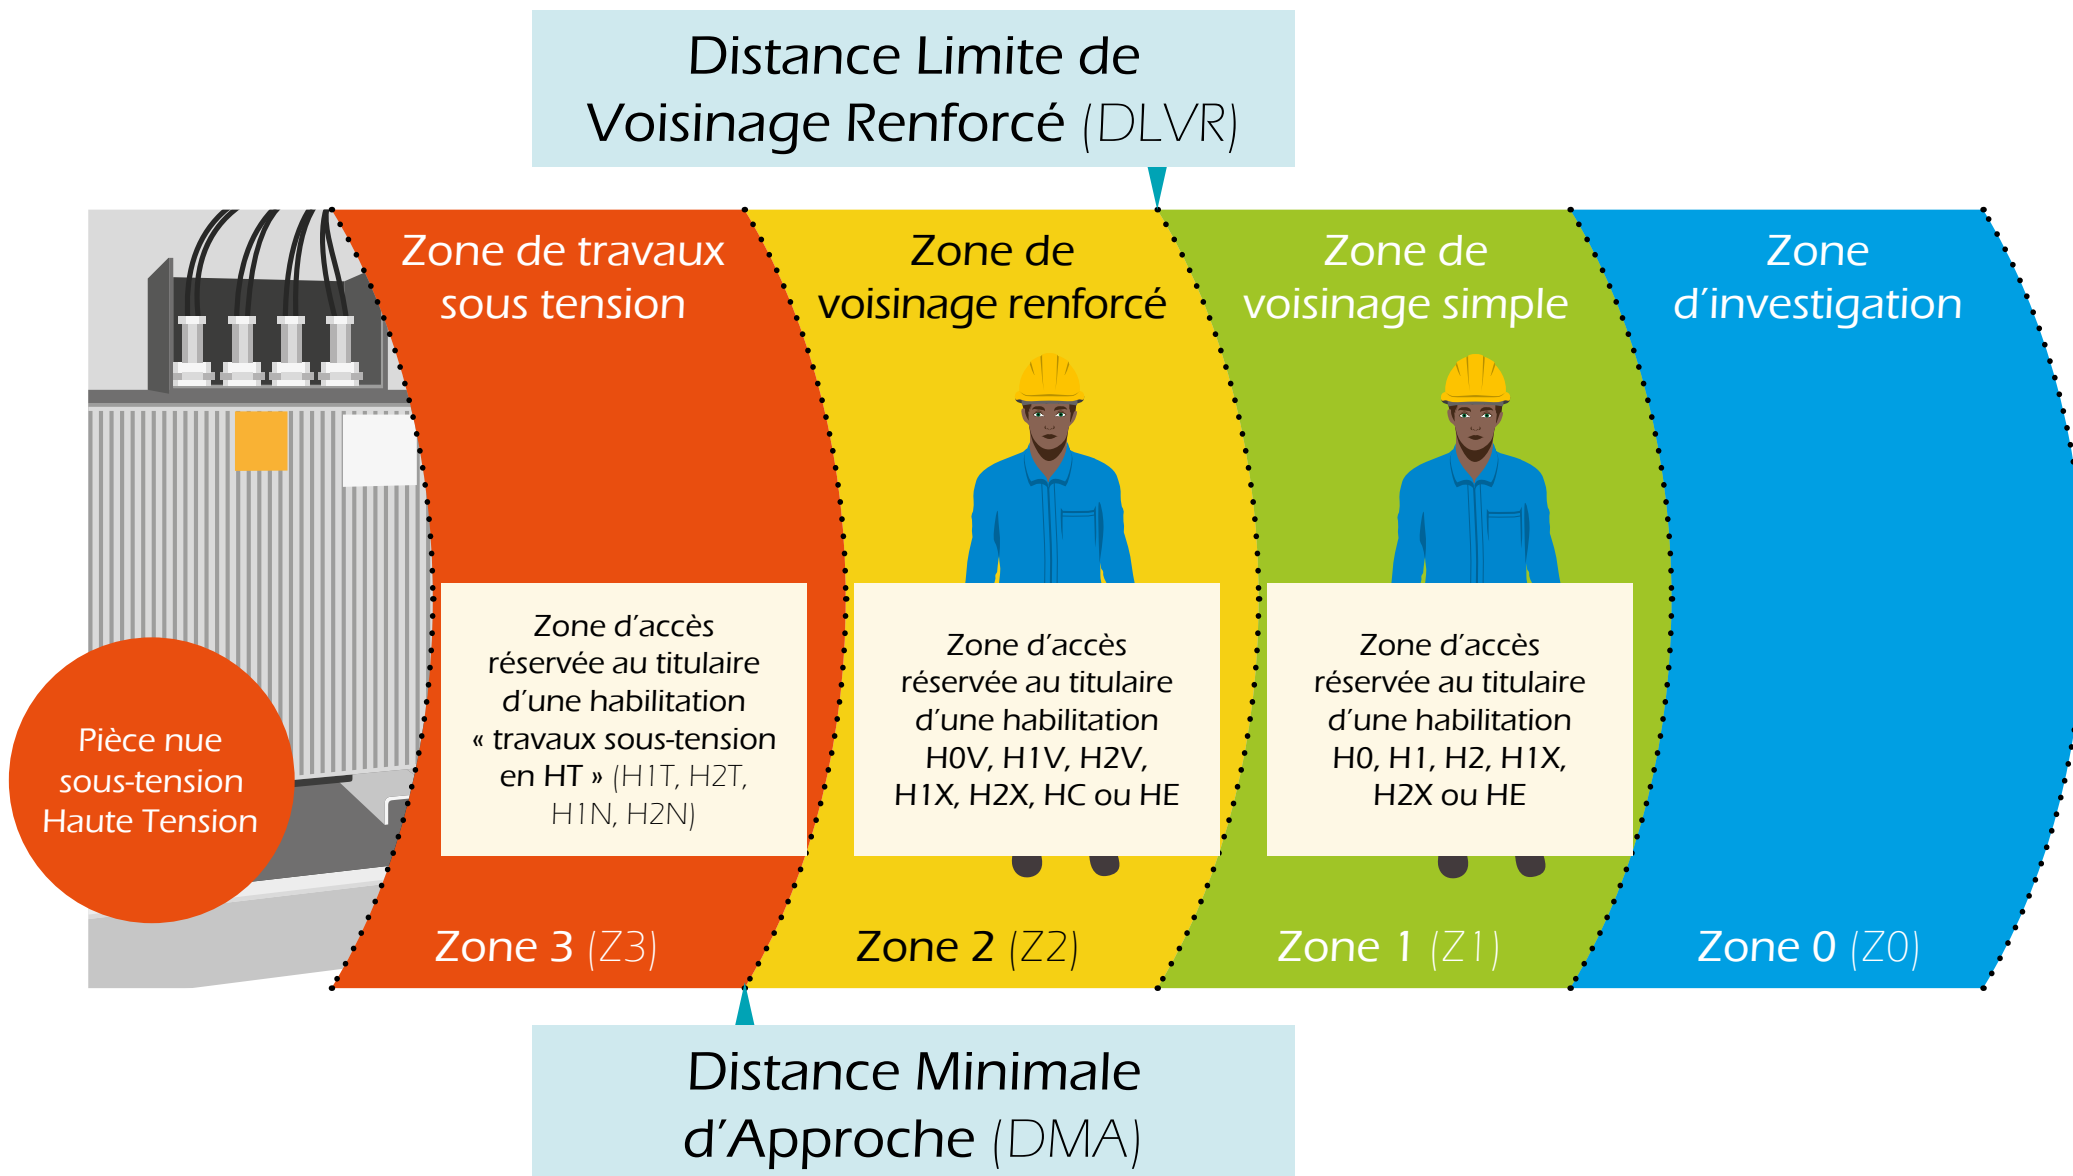 Distance Limite de
Voisinage Renforcé (DLVR)
Zone de travaux
sous tension
Zone de
voisinage renforcé
Zone de
voisinage simple
Zone
d'investigation
Pièce nue
sous-tension
Haute Tension
Zone d'accès
réservée au titulaire
d'une habilitation
« travaux sous-tension
en HT » (H1T, H2T,
H1N, H2N)
Zone d'accès
réservée au titulaire
d'une habilitation
H0V, H1V, H2V,
H1X, H2X, HC ou HE
Zone d'accès
réservée au titulaire
d'une habilitation
H0, H1, H2, H1X,
H2X ou HE
Zone 3 (Z3)
Zone 2 (Z2)
Zone 1 (Z1)
Zone 0 (Z0)
Distance Minimale
d'Approche (DMA)